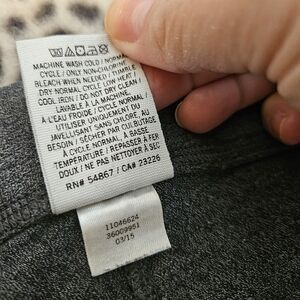 MACHINE WASH COLD / NORMAL
CYCLE / ONLY NON-CHLORINE
BLEACH WHEN NEEDED / TUMBLE
DRY NORMAL CYCLE LOW HEAT /
COOL IRON / DO NOT DRY CLEAN
LAVABLE À LA MACHINE,
À L'EAU FROIDE / CYCLE NORMAL /
UTILISER UNIQUEMENT DU
JAVELLISANT SANS CHLORE, AU
BESOIN / SÉCHER PAR CULBUTAGE
À CYCLE NORMAL, À BASSE
TEMPÉRATURE / REPASSER À FER
DOUX / NE PAS NETTOYER À SEC
RN# 54867 / CA# 23226
11046624
36009951
03/15